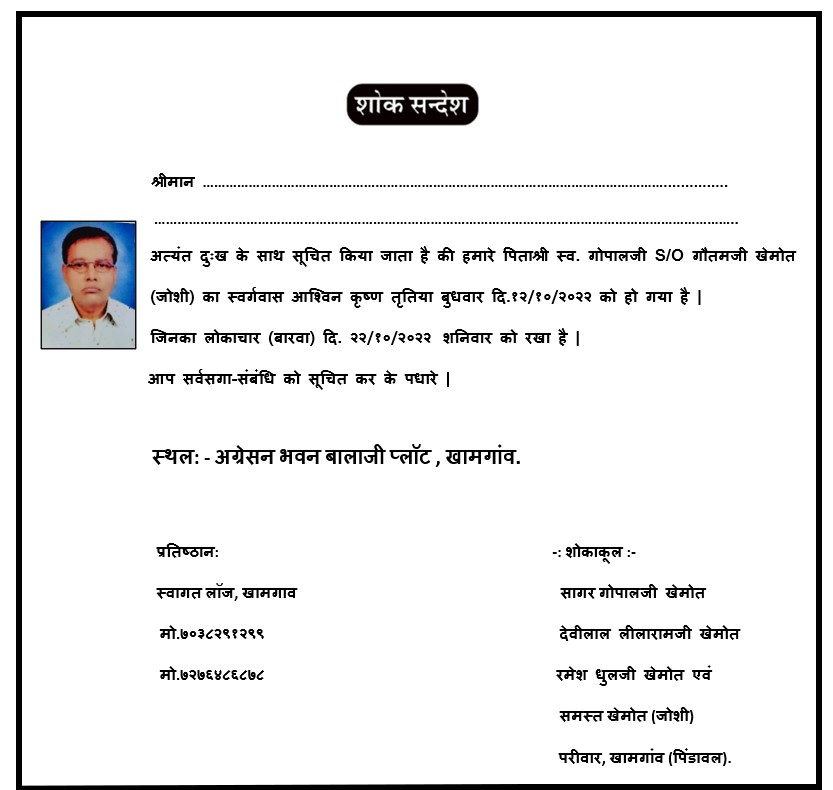 शोक सन्देश
श्रीमान ................................................................................................................................
................................................................................................................................
अत्यंत दुःख के साथ सूचित किया जाता है की हमारे पिताश्री स्व. गोपालजी S/O गौतमजी खेमोत
(जोशी) का स्वर्गवास आश्विन कृष्ण तृतिया बुधवार दि.१२/१०/२०२२ को हो गया है |
जिनका लोकाचार (बारवा) दि. २२/१०/२०२२ शनिवार को रखा है |
आप सर्वसगा-संबंधि को सूचित कर के पधारे |
स्थल: - अग्रेसन भवन बालाजी प्लॉट , खामगांव.
प्रतिष्ठान:
स्वागत लॉज, खामगाव
मो.७०३८२९१२९९
मो.७२७६४८६८७८
-: शोकाकूल :-
सागर गोपालजी खेमोत
देवीलाल लीलारामजी खेमोत
रमेश धुलजी खेमोत एवं
समस्त खेमोत (जोशी)
परीवार, खामगांव (पिंडावल).